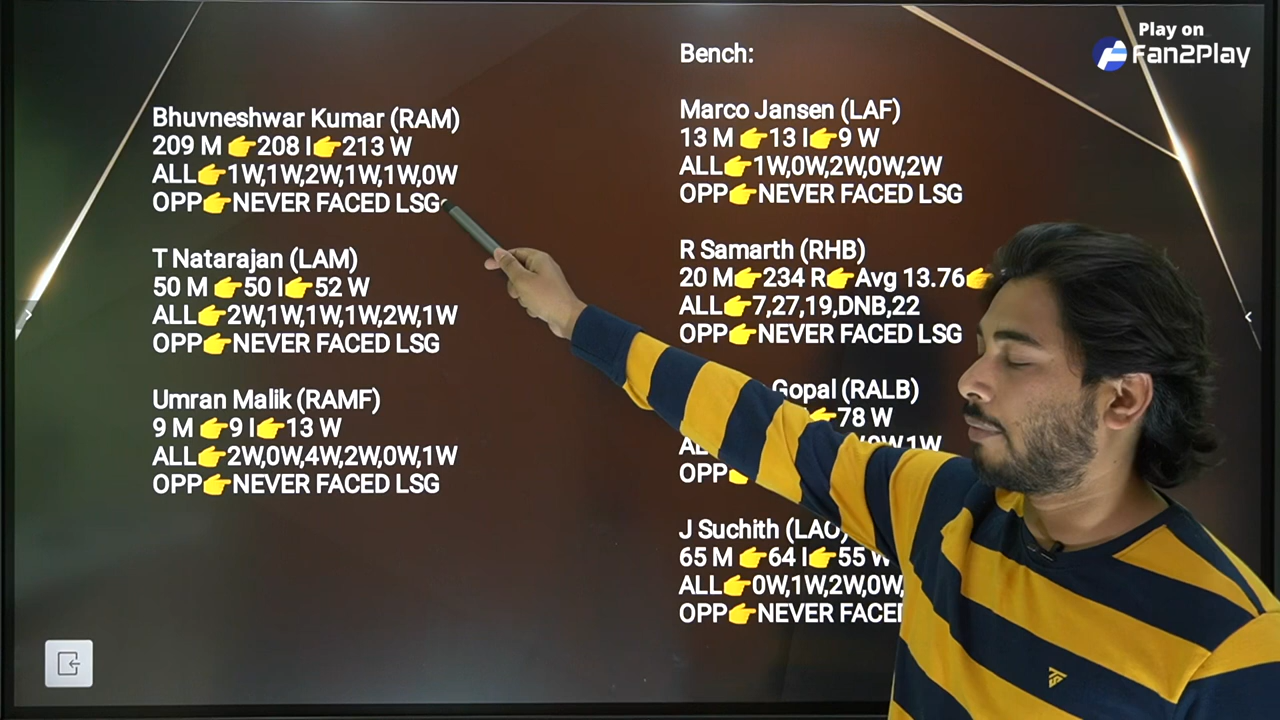 Play on
Fan2Play
Bhuvneshwar Kumar (RAM)
209 M 👉208 I👉213 W
ALL👉1W,1W,2W,1W,1W,0W
OPP👉NEVER FACED LSG
T Natarajan (LAM)
50 M 👉50 I👉52 W
ALL👉2W,1W,1W,1W,2W,1W
OPP👉NEVER FACED LSG
Umran Malik (RAMF)
9 M 👉9 I👉13 W
ALL👉2W,0W,4W,2W,0W,1W
OPP👉NEVER FACED LSG
Bench:
Marco Jansen (LAF)
13 M 👉13 I👉9 W
ALL👉1W,0W,2W,0W,2W
OPP👉NEVER FACED LSG
R Samarth (RHB)
20 M👉234 R👉Avg 13.76👉
ALL👉7,27,19,DNB,22
OPP👉NEVER FACED LSG
Gopal (RALB)
👉78 W
1W
OPP👉
J Suchith (LAO)
65 M 👉64 I👉55 W
ALL👉0W,1W,2W,0W,
OPP👉NEVER FACED